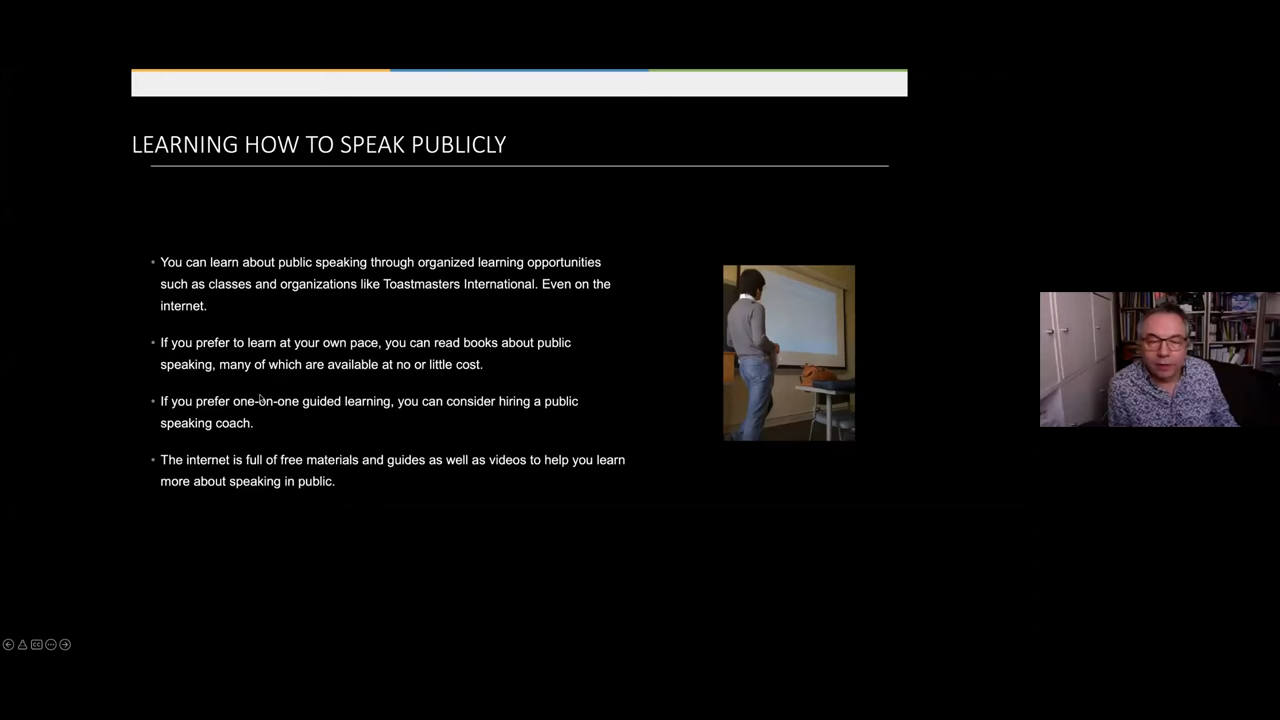 LEARNING HOW TO SPEAK PUBLICLY
• You can learn about public speaking through organized learning opportunities
such as classes and organizations like Toastmasters International. Even on the
internet.
• If you prefer to learn at your own pace, you can read books about public
speaking, many of which are available at no or little cost.
• If you prefer one-on-one guided learning, you can consider hiring a public
speaking coach.
• The internet is full of free materials and guides as well as videos to help you learn
more about speaking in public.
CC